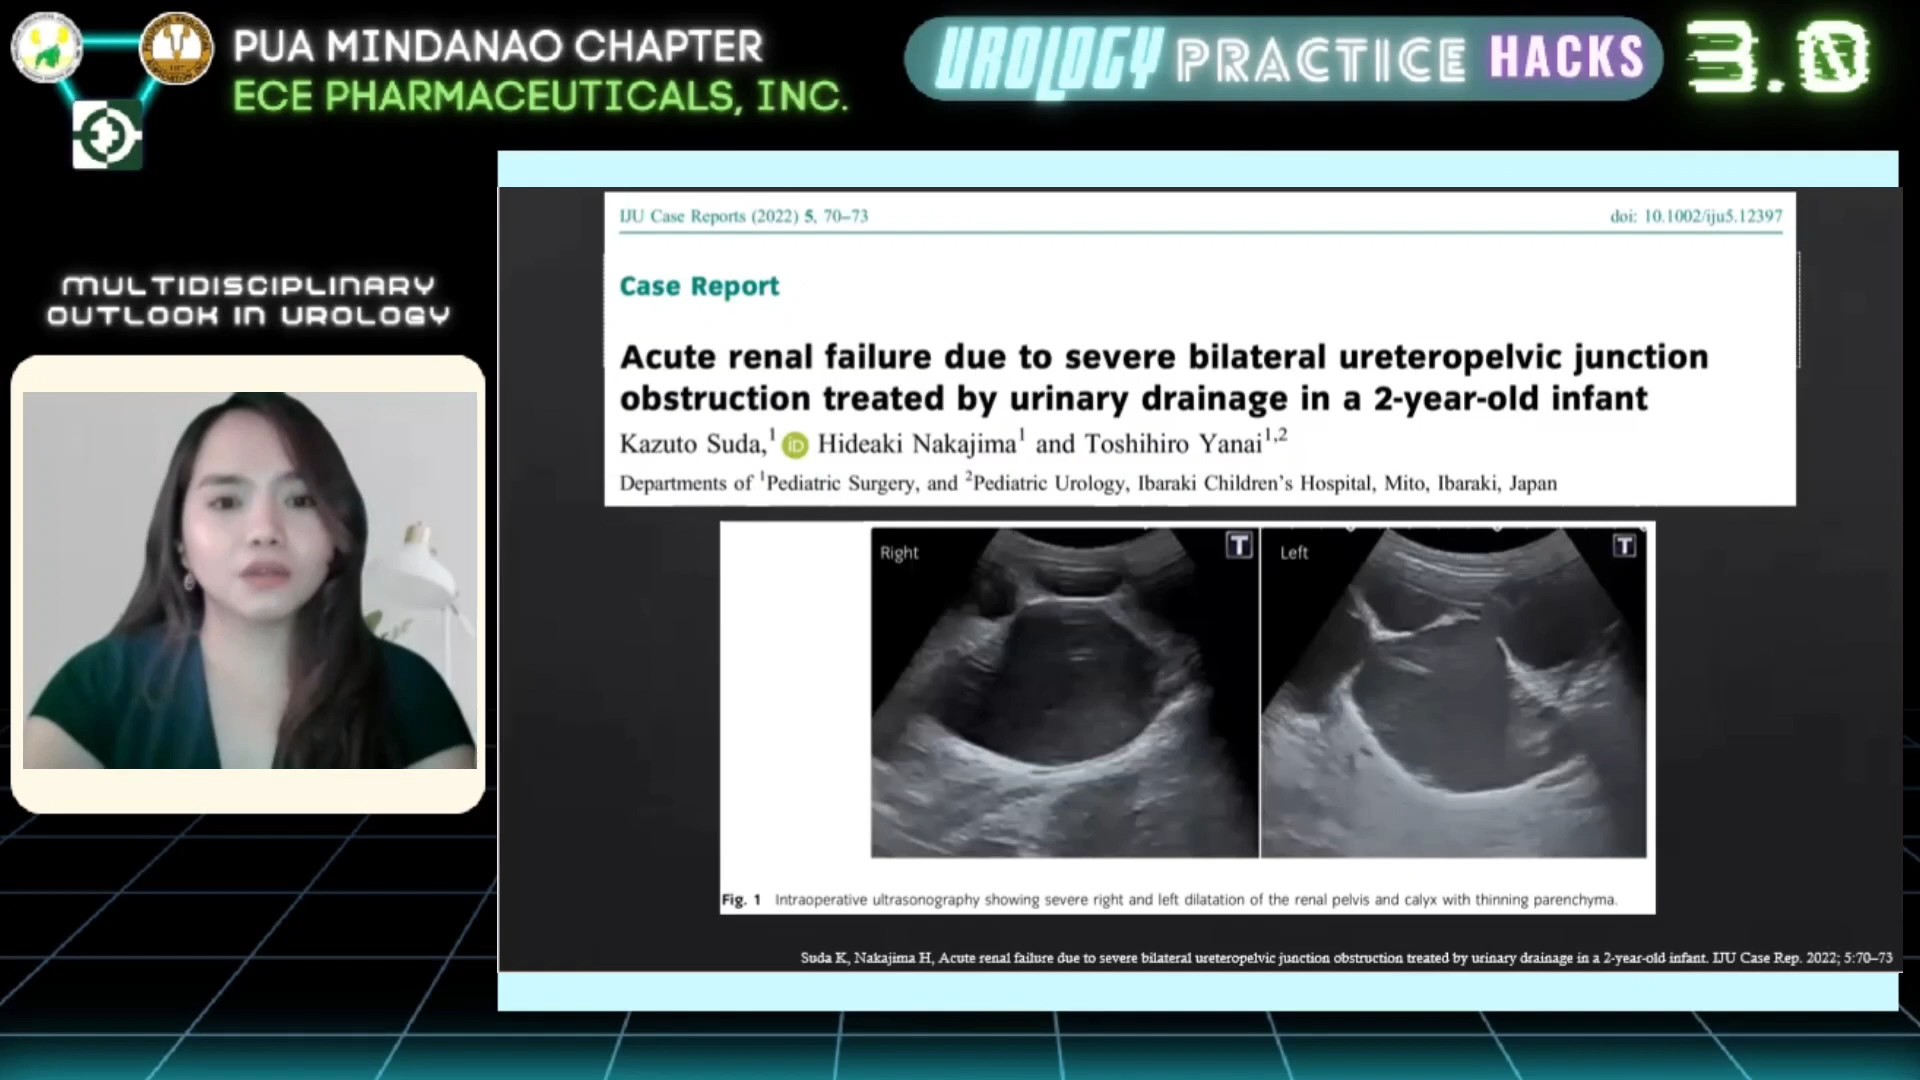 PUA MINDANAO CHAPTER
ECE PHARMACEUTICALS, INC.
UROLOGY PRACTICE HACKS 3.0
MULTIDISCIPLINARY
OUTLOOK IN UROLOGY
IJU Case Reports (2022) 5, 70–73
doi: 10.1002/iju5.12397
Case Report
Acute renal failure due to severe bilateral ureteropelvic junction
obstruction treated by urinary drainage in a 2-year-old infant
Kazuto Suda,1 iD Hideaki Nakajima1 and Toshihiro Yanai1,2
Departments of 1Pediatric Surgery, and 2Pediatric Urology, Ibaraki Children's Hospital, Mito, Ibaraki, Japan
Right
T
Left
T
Fig. 1 Intraoperative ultrasonography showing severe right and left dilatation of the renal pelvis and calyx with thinning parenchyma.
Suda K, Nakajima H, Acute renal failure due to severe bilateral ureteropelvic junction obstruction treated by urinary drainage in a 2-year-old infant. IJU Case Rep. 2022; 5:70–73